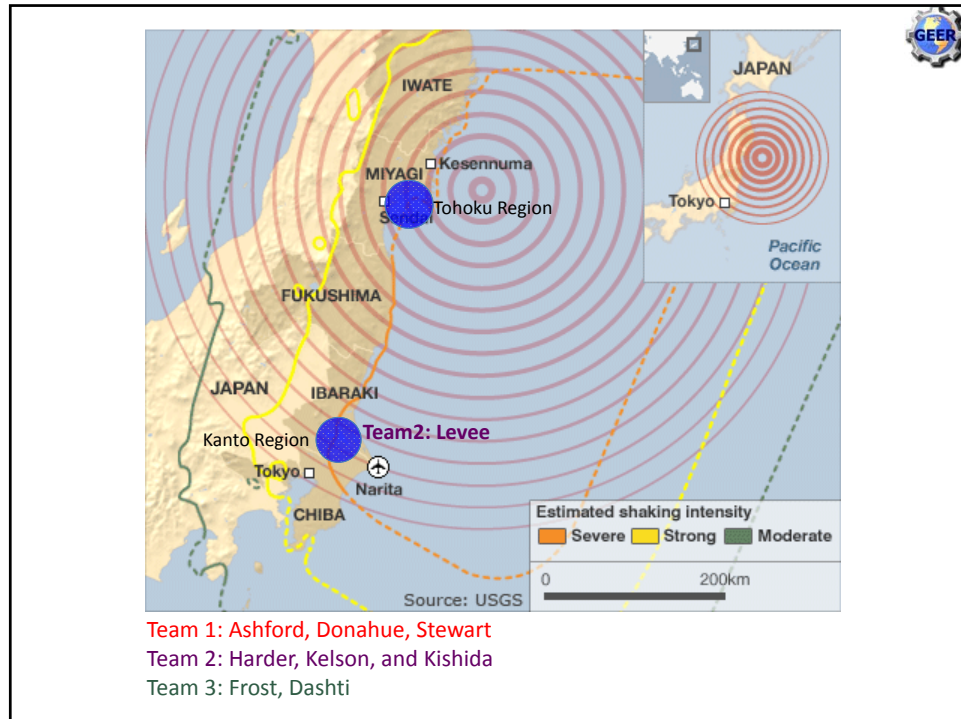 GEER
JAPAN
Tokyo
Pacific
Ocean
IWATE
Kesennuma
MIYAGI
Sendai
Tohoku Region
FUKUSHIMA
JAPAN
IBARAKI
Team2: Levee
Kanto Region
Tokyo
Narita
CHIBA
Estimated shaking intensity
Severe Strong Moderate
0 200km
Source: USGS
Team 1: Ashford, Donahue, Stewart
Team 2: Harder, Kelson, and Kishida
Team 3: Frost, Dashti